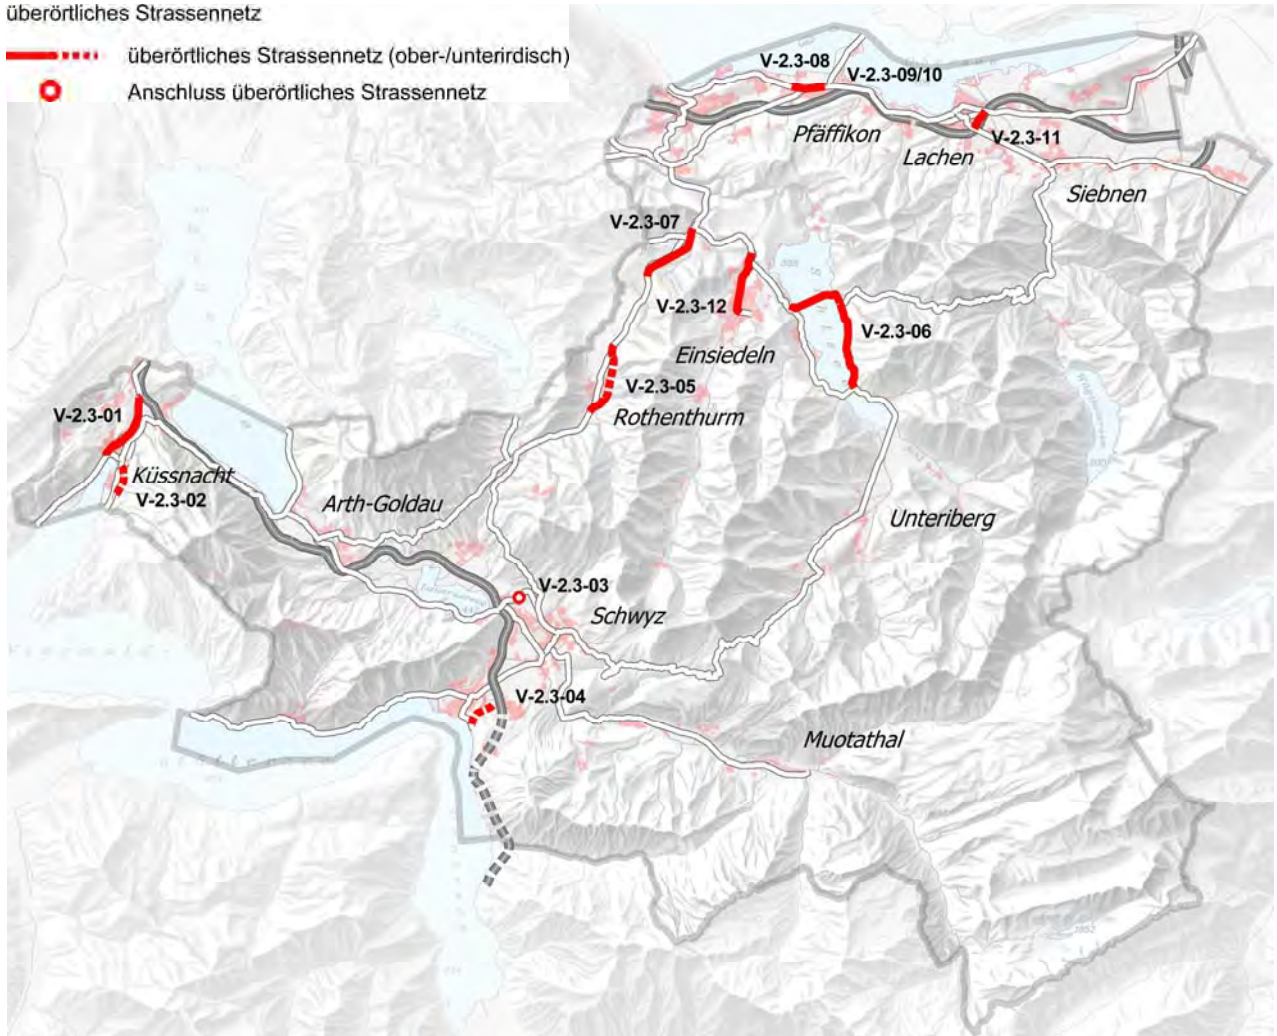 überörtliches Strassennetz
überörtliches Strassennetz (ober-/unterirdisch)
Anschluss überörtliches Strassennetz
V-2.3-08
V-2.3-09/10
Pfäffikon
V-2.3-11
Lachen
Siebnen
V-2.3-07
V-2.3-12
V-2.3-06
Einsiedeln
V-2.3-05
Rothenthurm
V-2.3-01
Küssnacht
V-2.3-02
Arth-Goldau
Unteriberg
V-2.3-03
Schwyz
V-2.3-04
Muotathal